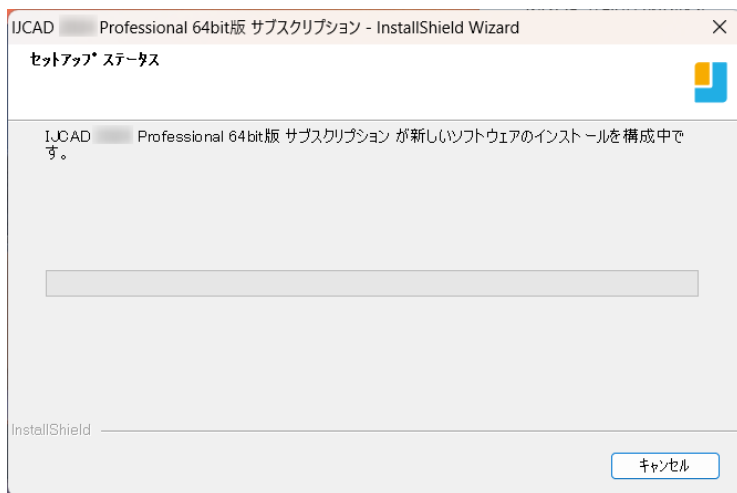 IJCAD Professional 64bit版 サブスクリプション - InstallShield Wizard
セットアップ ステータス
IJCAD Professional 64bit版 サブスクリプション が新しいソフトウェアのインストールを構成中で
す。
InstallShield
キャンセル